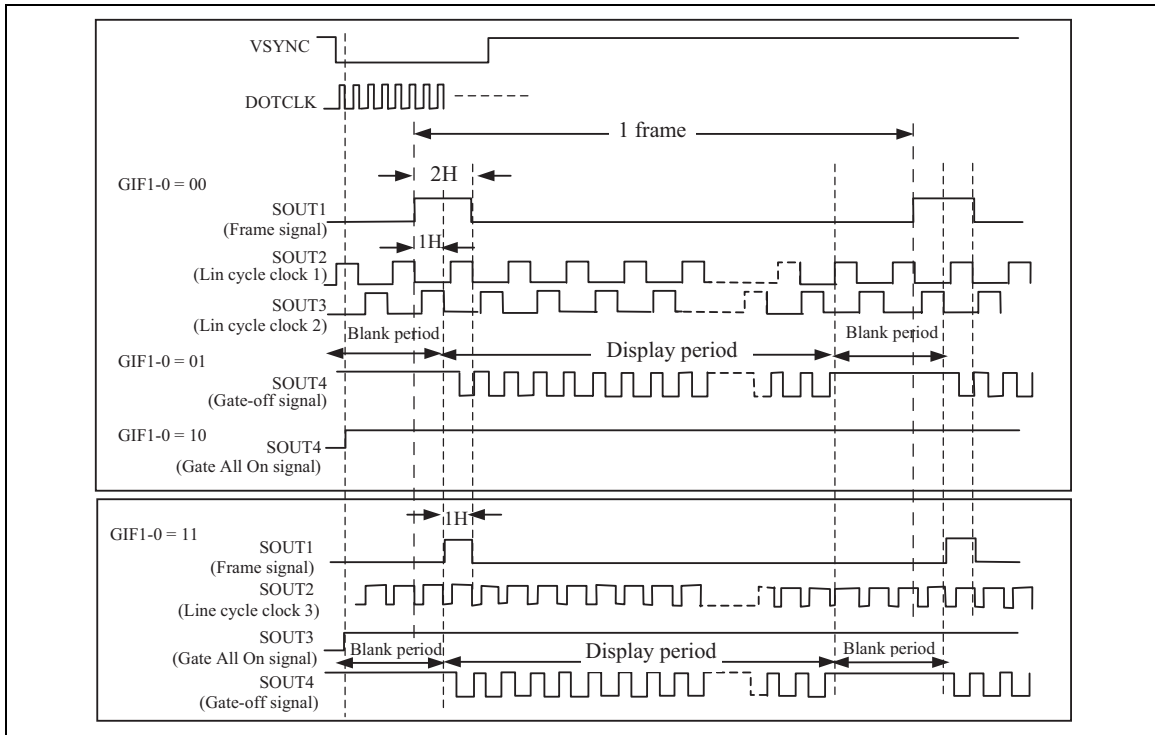 VSYNC
DOTCLK
1 frame
2H
GIF1-0 = 00
SOUT1
(Frame signal)
1H
SOUT2
(Lin cycle clock 1)
SOUT3
(Lin cycle clock 2)
Blank period
Display period
Blank period
GIF1-0 = 01
SOUT4
(Gate-off signal)
GIF1-0 = 10
SOUT4
(Gate All On signal)
1H
GIF1-0 = 11
SOUT1
(Frame signal)
SOUT2
(Line cycle clock 3)
SOUT3
(Gate All On signal)
Blank period
Display period
Blank period
SOUT4
(Gate-off signal)